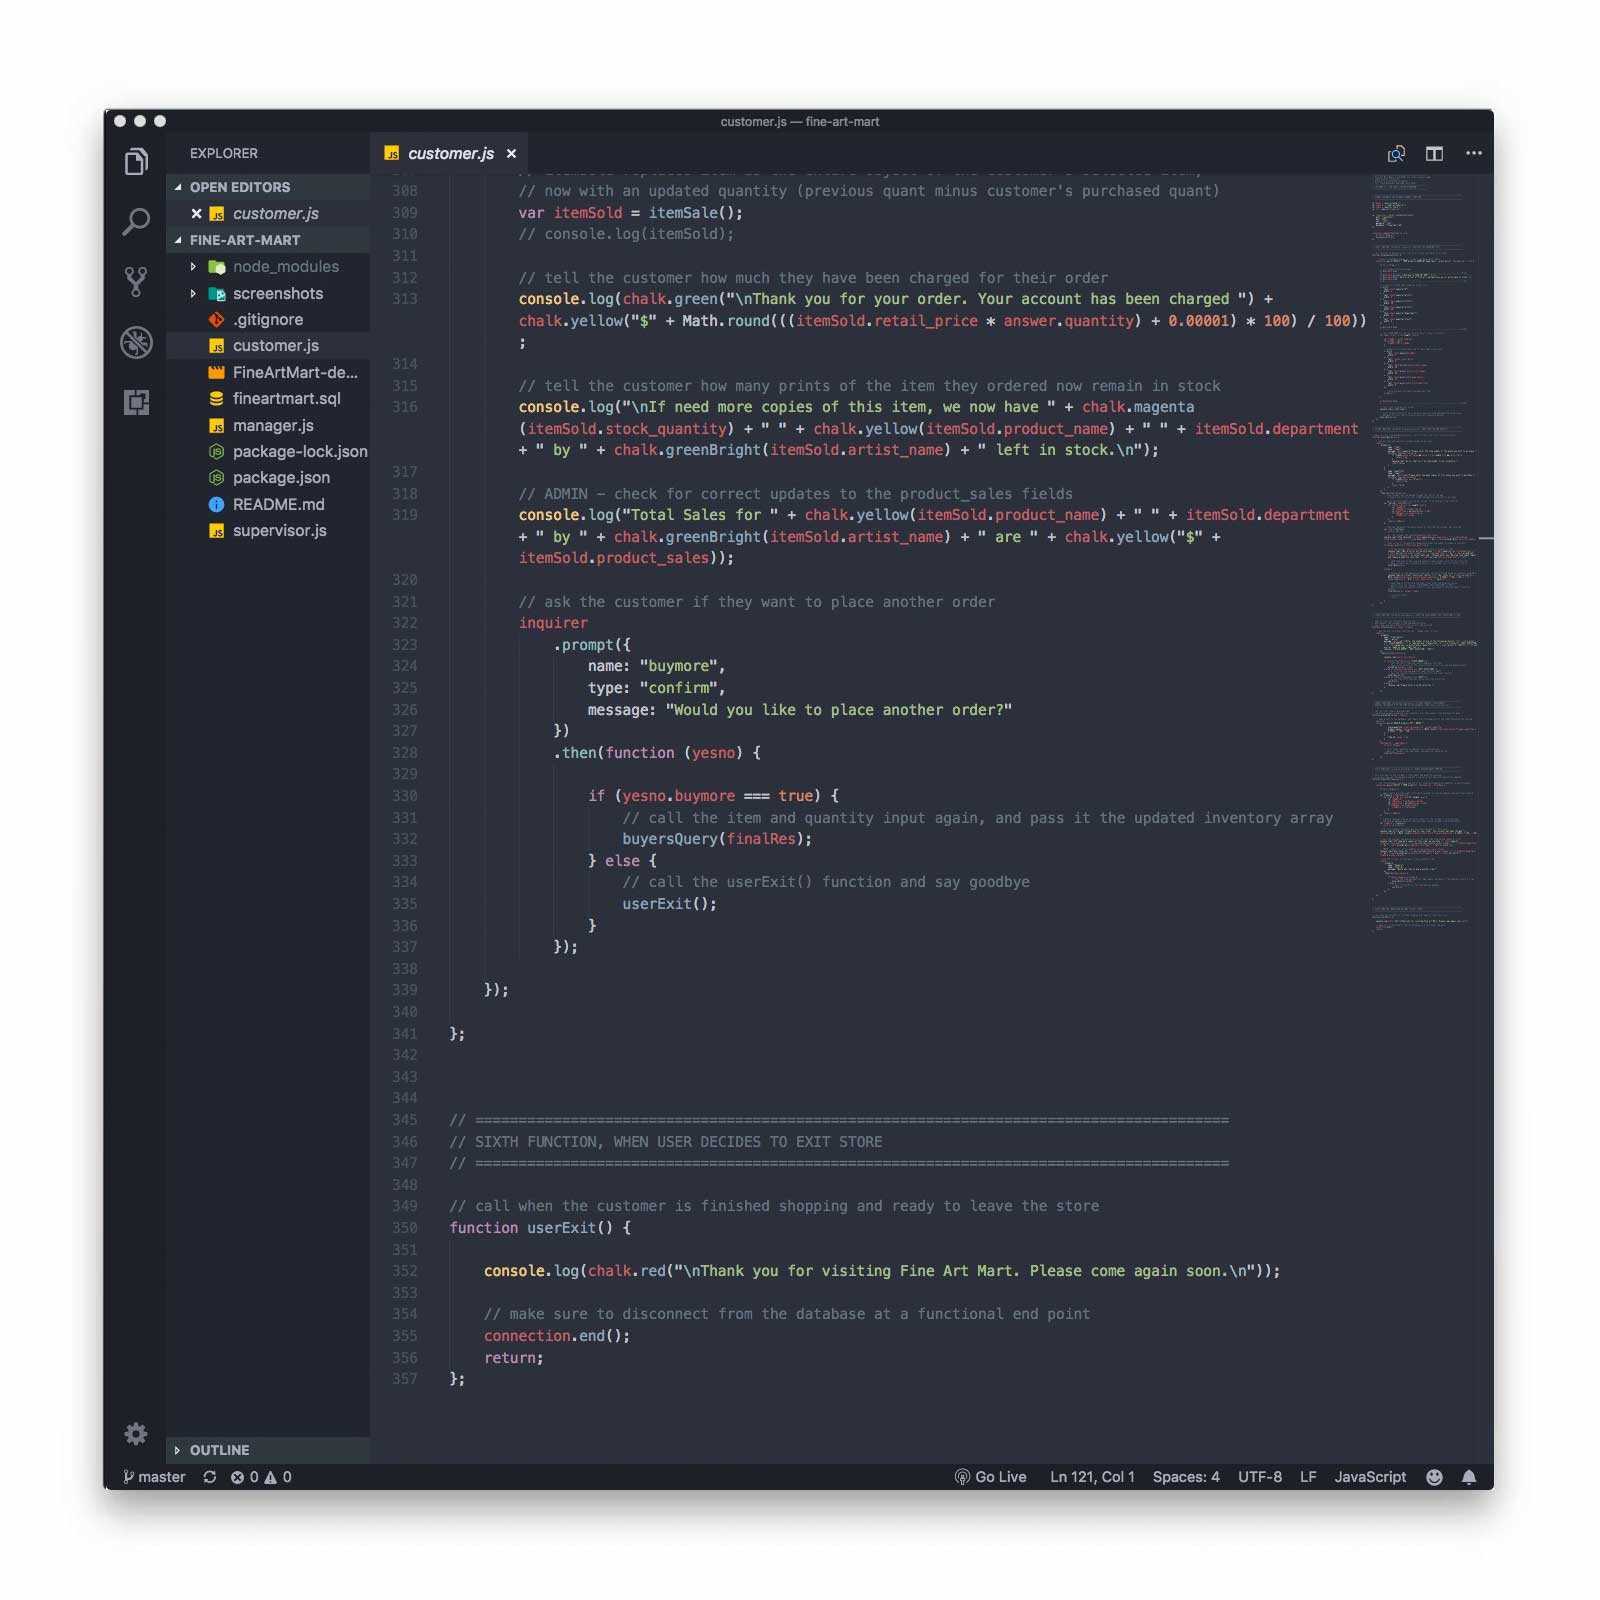 customer.js — fine-art-mart
EXPLORER
OPEN EDITORS
customer.js
FINE-ART-MART
node_modules
screenshots
.gitignore
customer.js
FineArtMart-de...
fineartmart.sql
manager.js
package-lock.json
package.json
README.md
supervisor.js
OUTLINE
customer.js
308 // now with an updated quantity (previous quant minus customer's purchased quant)
309 var itemSold = itemSale();
310 // console.log(itemSold);
311
312 // tell the customer how much they have been charged for their order
313 console.log(chalk.green("\nThank you for your order. Your account has been charged ") +
chalk.yellow("$" + Math.round(((itemSold.retail_price * answer.quantity) + 0.00001) * 100) / 100))
;
314
315 // tell the customer how many prints of the item they ordered now remain in stock
316 console.log("\nIf need more copies of this item, we now have " + chalk.magenta
(itemSold.stock_quantity) + " " + chalk.yellow(itemSold.product_name) + " " + itemSold.department
+ " by " + chalk.greenBright(itemSold.artist_name) + " left in stock.\n");
317
318 // ADMIN - check for correct updates to the product_sales fields
319 console.log("Total Sales for " + chalk.yellow(itemSold.product_name) + " " + itemSold.department
+ " by " + chalk.greenBright(itemSold.artist_name) + " are " + chalk.yellow("$" +
itemSold.product_sales));
320
321 // ask the customer if they want to place another order
322 inquirer
323 .prompt({
324 name: "buymore",
325 type: "confirm",
326 message: "Would you like to place another order?"
327 })
328 .then(function (yesno) {
329
330 if (yesno.buymore === true) {
331 // call the item and quantity input again, and pass it the updated inventory array
332 buyersQuery(finalRes);
333 } else {
334 // call the userExit() function and say goodbye
335 userExit();
336 }
337 });
338
339 });
340
341 };
342
343
344
345 // =======================================================================================
346 // SIXTH FUNCTION, WHEN USER DECIDES TO EXIT STORE
347 // =======================================================================================
348
349 // call when the customer is finished shopping and ready to leave the store
350 function userExit() {
351
352 console.log(chalk.red("\nThank you for visiting Fine Art Mart. Please come again soon.\n"));
353
354 // make sure to disconnect from the database at a functional end point
355 connection.end();
356 return;
357 };
master 0 0 Go Live Ln 121, Col 1 Spaces: 4 UTF-8 LF JavaScript